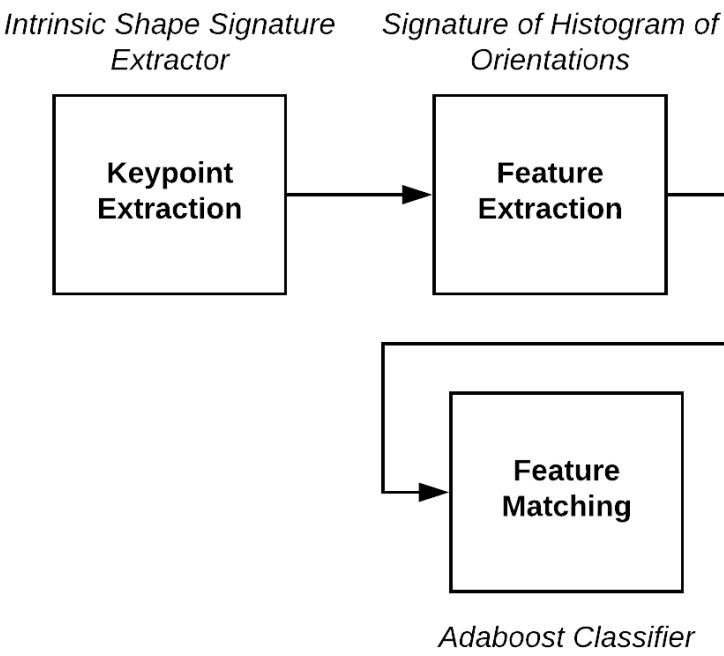 Intrinsic Shape Signature
Extractor
Signature of Histogram of
Orientations
Keypoint
Extraction
Feature
Extraction
Feature
Matching
Adaboost Classifier